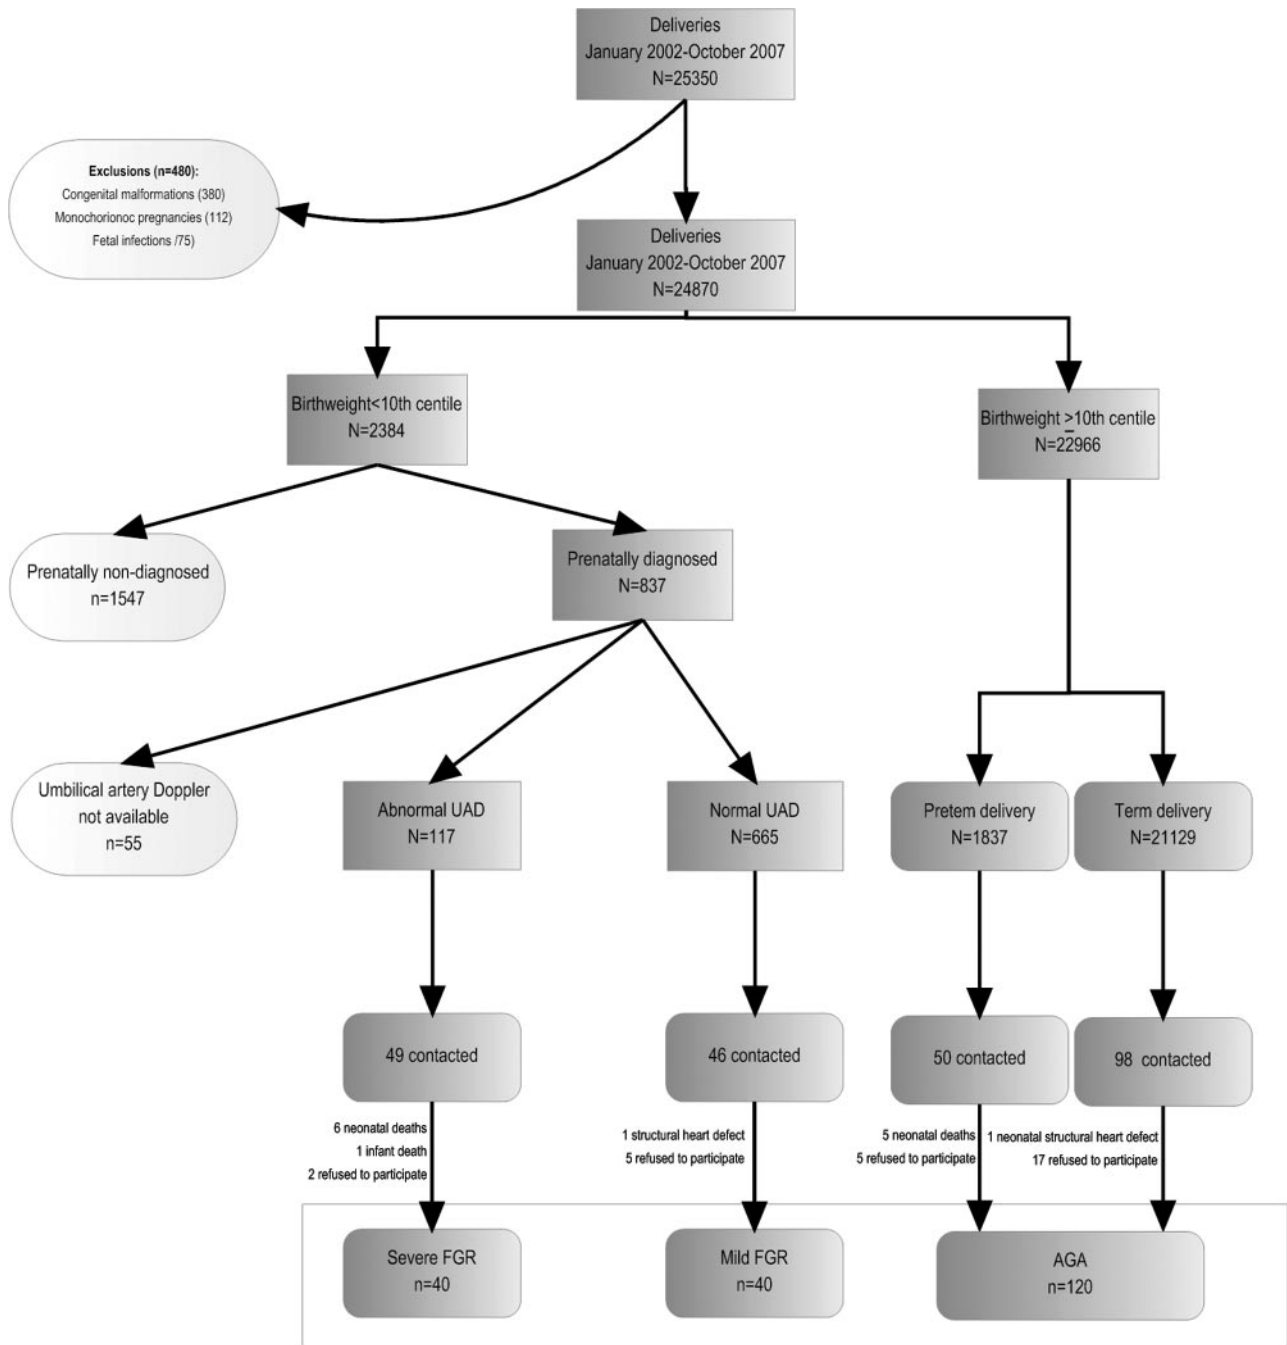 Deliveries
January 2002-October 2007
N=25350
Exclusions (n=480):
Congenital malformations (380)
Monochorionoc pregnancies (112)
Fetal infections /75)
Deliveries
January 2002-October 2007
N=24870
Birthweight<10th centile
N=2384
Birthweight >10th centile
N=22966
Prenatally non-diagnosed
n=1547
Prenatally diagnosed
N=837
Umbilical artery Doppler
not available
n=55
Abnormal UAD
N=117
Normal UAD
N=665
Pretem delivery
N=1837
Term delivery
N=21129
49 contacted
46 contacted
50 contacted
98 contacted
6 neonatal deaths
1 infant death
2 refused to participate
1 structural heart defect
5 refused to participate
5 neonatal deaths
5 refused to participate
1 neonatal structural heart defect
17 refused to participate
Severe FGR
n=40
Mild FGR
n=40
AGA
n=120